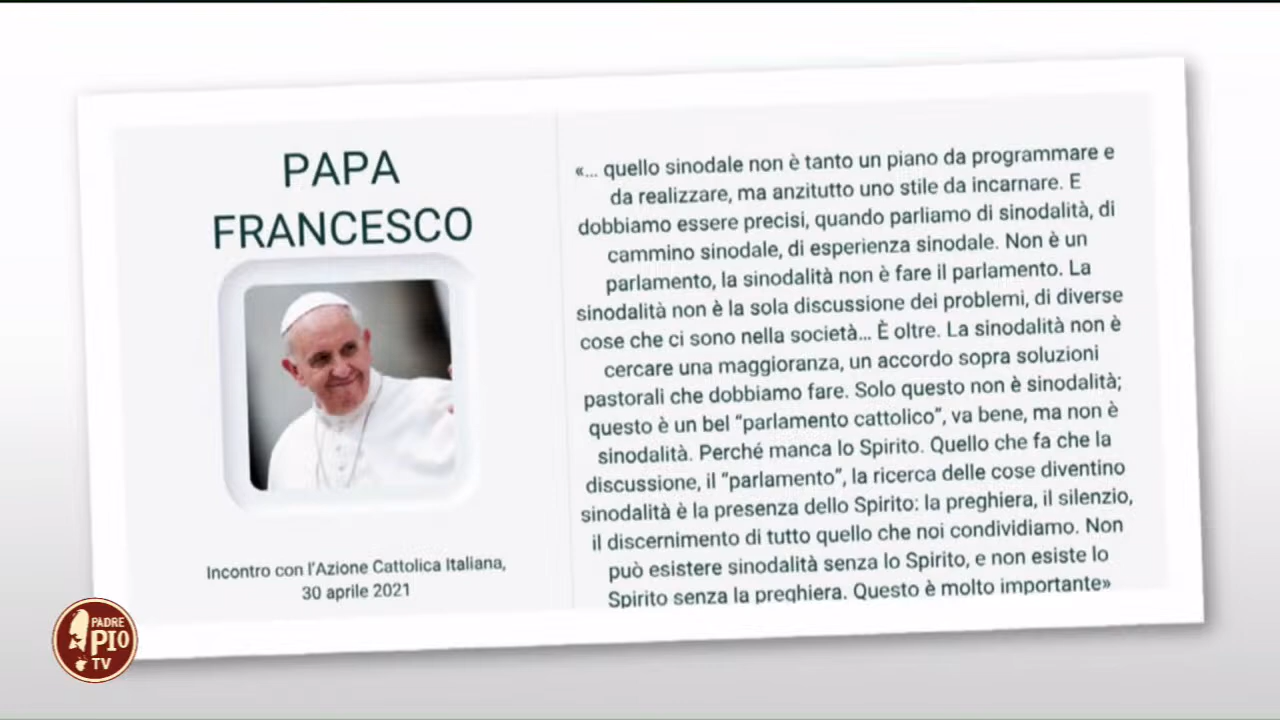 PAPA
FRANCESCO
Incontro con l'Azione Cattolica Italiana,
30 aprile 2021
«... quello sinodale non è tanto un piano da programmare e
da realizzare, ma anzitutto uno stile da incarnare. E
dobbiamo essere precisi, quando parliamo di sinodalità, di
cammino sinodale, di esperienza sinodale. Non è un
parlamento, la sinodalità non è fare il parlamento. La
sinodalità non è la sola discussione dei problemi, di diverse
cose che ci sono nella società... È oltre. La sinodalità non è
cercare una maggioranza, un accordo sopra soluzioni
pastorali che dobbiamo fare. Solo questo non è sinodalità;
questo è un bel “parlamento cattolico”, va bene, ma non è
sinodalità. Perché manca lo Spirito. Quello che fa che la
discussione, il “parlamento”, la ricerca delle cose diventino
sinodalità è la presenza dello Spirito: la preghiera, il silenzio,
il discernimento di tutto quello che noi condividiamo. Non
può esistere sinodalità senza lo Spirito, e non esiste lo
Spirito senza la preghiera. Questo è molto importante»
PADRE
PIO
TV